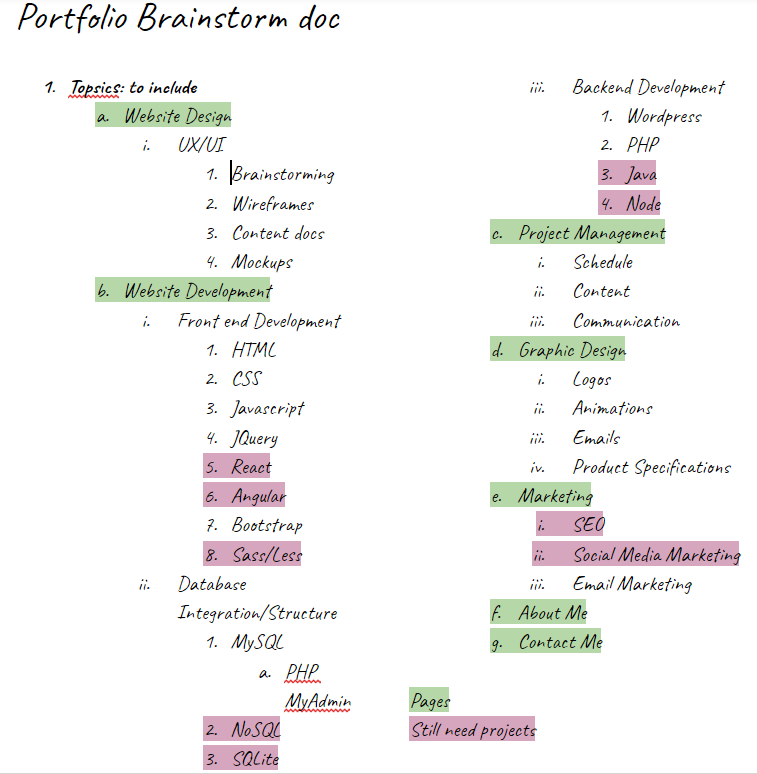 Portfolio Brainstorm doc
1. Topsics: to include
a. Website Design
i. UX/UI
1. Brainstorming
2. Wireframes
3. Content docs
4. Mockups
b. Website Development
i. Front end Development
1. HTML
2. CSS
3. Javascript
4. JQuery
5. React
6. Angular
7. Bootstrap
8. Sass/Less
ii. Database
Integration/Structure
1. MySQL
a. PHP
MyAdmin
2. NoSQL
3. SQLite
iii. Backend Development
1. Wordpress
2. PHP
3. Java
4. Node
c. Project Management
i. Schedule
ii. Content
iii. Communication
d. Graphic Design
i. Logos
ii. Animations
iii. Emails
iv. Product Specifications
e. Marketing
i. SEO
ii. Social Media Marketing
iii. Email Marketing
f. About Me
g. Contact Me
Pages
Still need projects